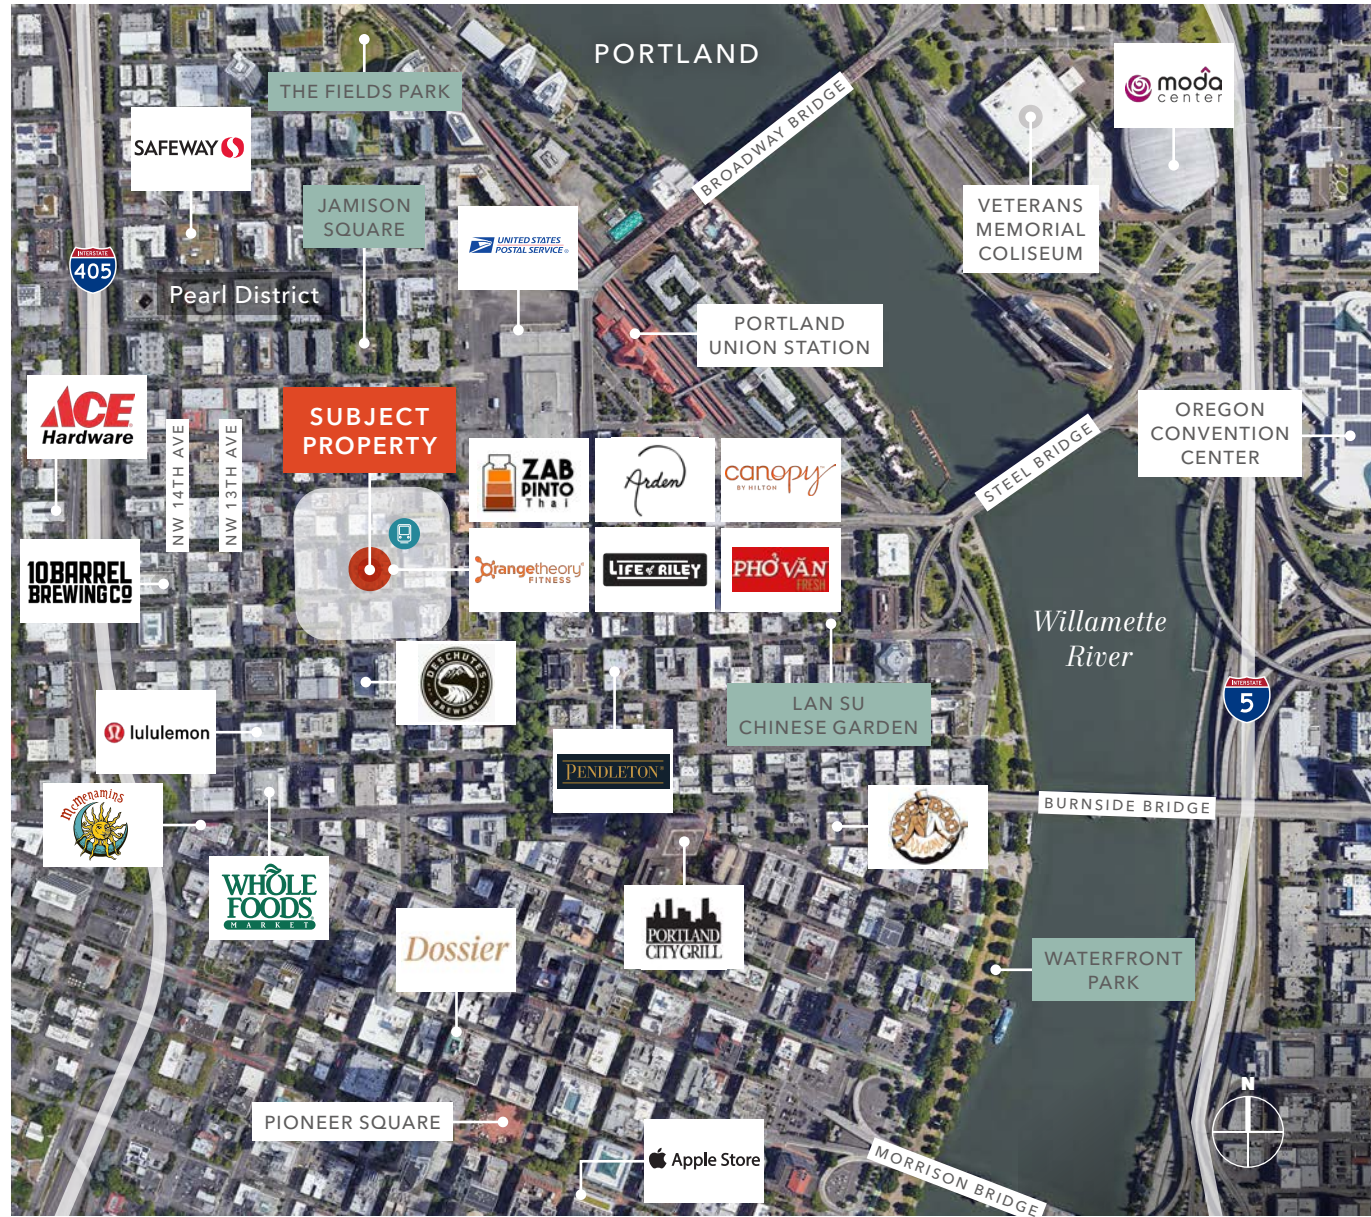 PORTLAND
THE FIELDS PARK
BROADWAY BRIDGE
moda
center
SAFEWAY
JAMISON
SQUARE
UNITED STATES
POSTAL SERVICE®
VETERANS
MEMORIAL
COLISEUM
INTERSTATE
405
Pearl District
PORTLAND
UNION STATION
ACE
Hardware
NW 14TH AVE
NW 13TH AVE
SUBJECT
PROPERTY
OREGON
CONVENTION
CENTER
STEEL BRIDGE
ZAB
PINTO
Thai
Arden
canopy
BY HILTON
10 BARREL
BREWING CO
Orangetheory®
FITNESS
LIFE of RILEY
PHỞ VĂN
FRESH
Willamette
River
DESCHUTES
BREWERY
LAN SU
CHINESE GARDEN
INTERSTATE
5
lululemon
PENDLETON®
McMenamins
BURNSIDE BRIDGE
WHOLE
FOODS
MARKET
Dossier
PORTLAND
CITY GRILL
WATERFRONT
PARK
PIONEER SQUARE
Apple Store
MORRISON BRIDGE
N